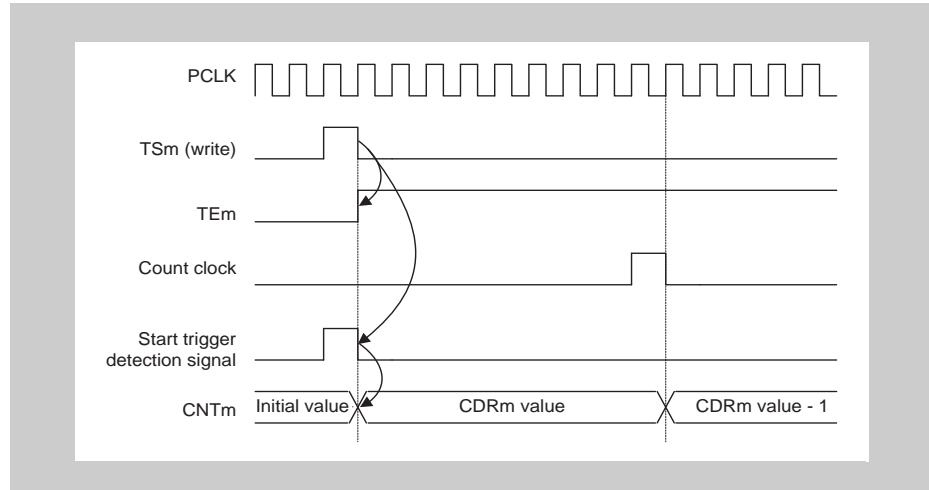 PCLK
TSm (write)
TEm
Count clock
Start trigger
detection signal
CNTm
Initial value
CDRm value
CDRm value - 1